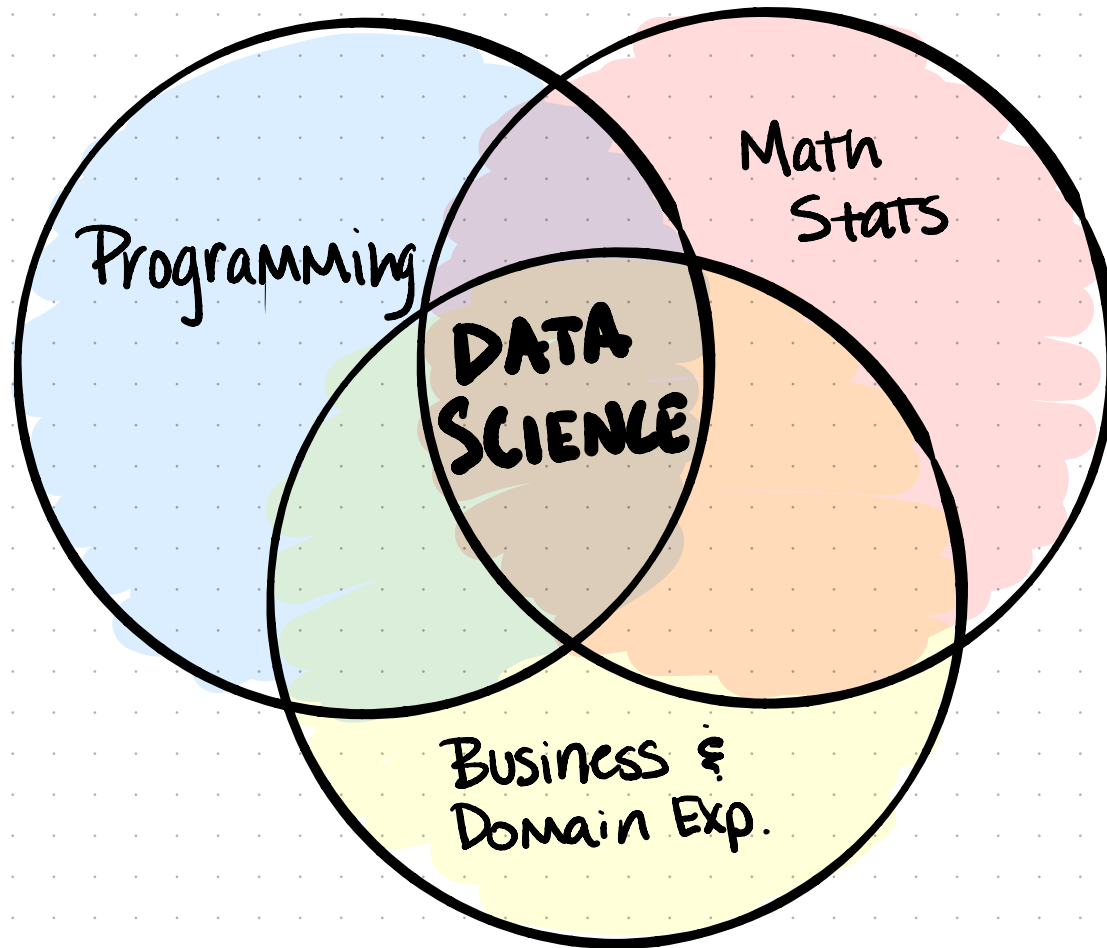 Programming
Math
Stats
DATA
SCIENCE
Business &
Domain Exp.